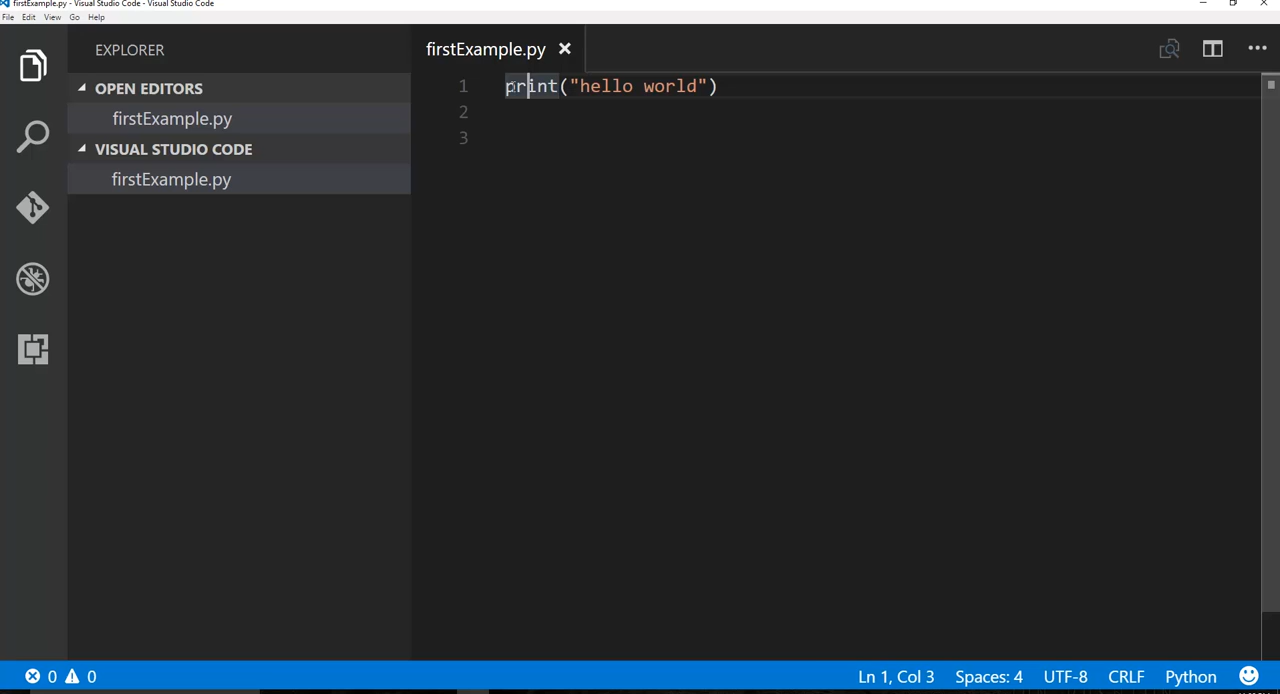 firstExample.py - Visual Studio Code - Visual Studio Code
File Edit View Go Help
EXPLORER
OPEN EDITORS
firstExample.py
VISUAL STUDIO CODE
firstExample.py
firstExample.py
1 print("hello world")
2
3
0 0 Ln 1, Col 3 Spaces: 4 UTF-8 CRLF Python